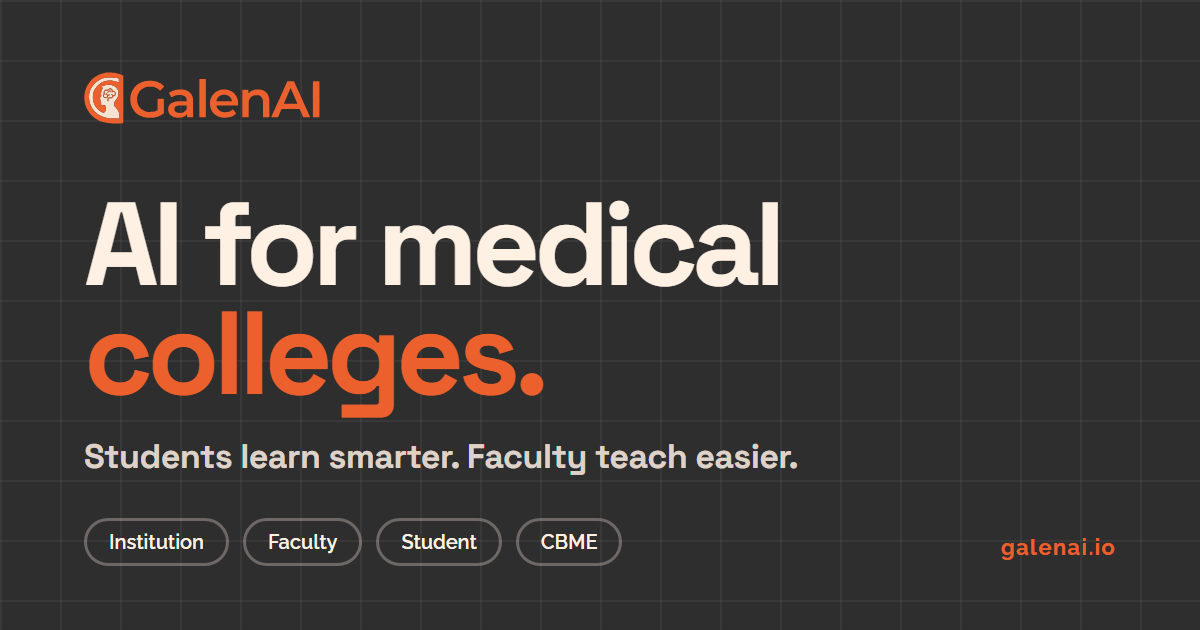 GalenAI
AI for medical
colleges.
Students learn smarter. Faculty teach easier.
Institution
Faculty
Student
CBME
galenai.io